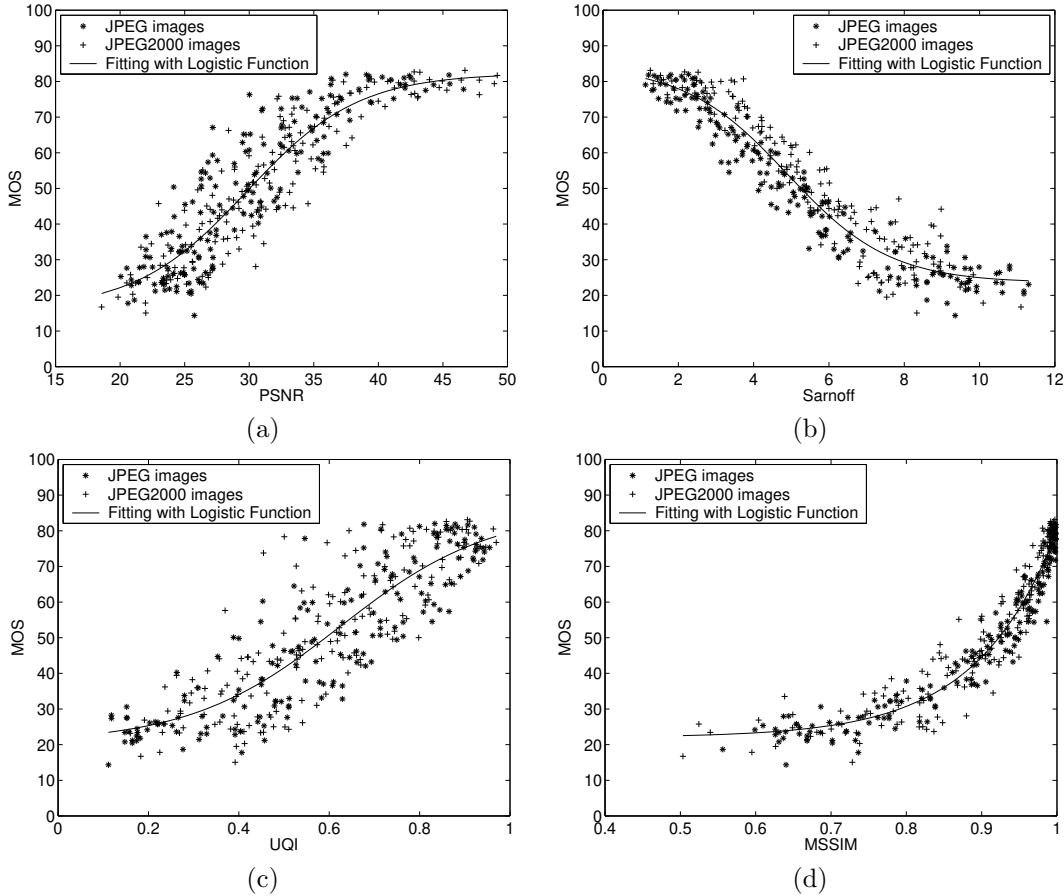 JPEG images
JPEG2000 images
Fitting with Logistic Function
100
90
80
70
60
50
40
30
20
10
0
MOS
15 20 25 30 35 40 45 50
PSNR
(a)
JPEG images
JPEG2000 images
Fitting with Logistic Function
100
90
80
70
60
50
40
30
20
10
0
MOS
0 2 4 6 8 10 12
Sarnoff
(b)
JPEG images
JPEG2000 images
Fitting with Logistic Function
100
90
80
70
60
50
40
30
20
10
0
MOS
0 0.2 0.4 0.6 0.8 1
UQI
(c)
JPEG images
JPEG2000 images
Fitting with Logistic Function
100
90
80
70
60
50
40
30
20
10
0
MOS
0.4 0.5 0.6 0.7 0.8 0.9 1
MSSIM
(d)